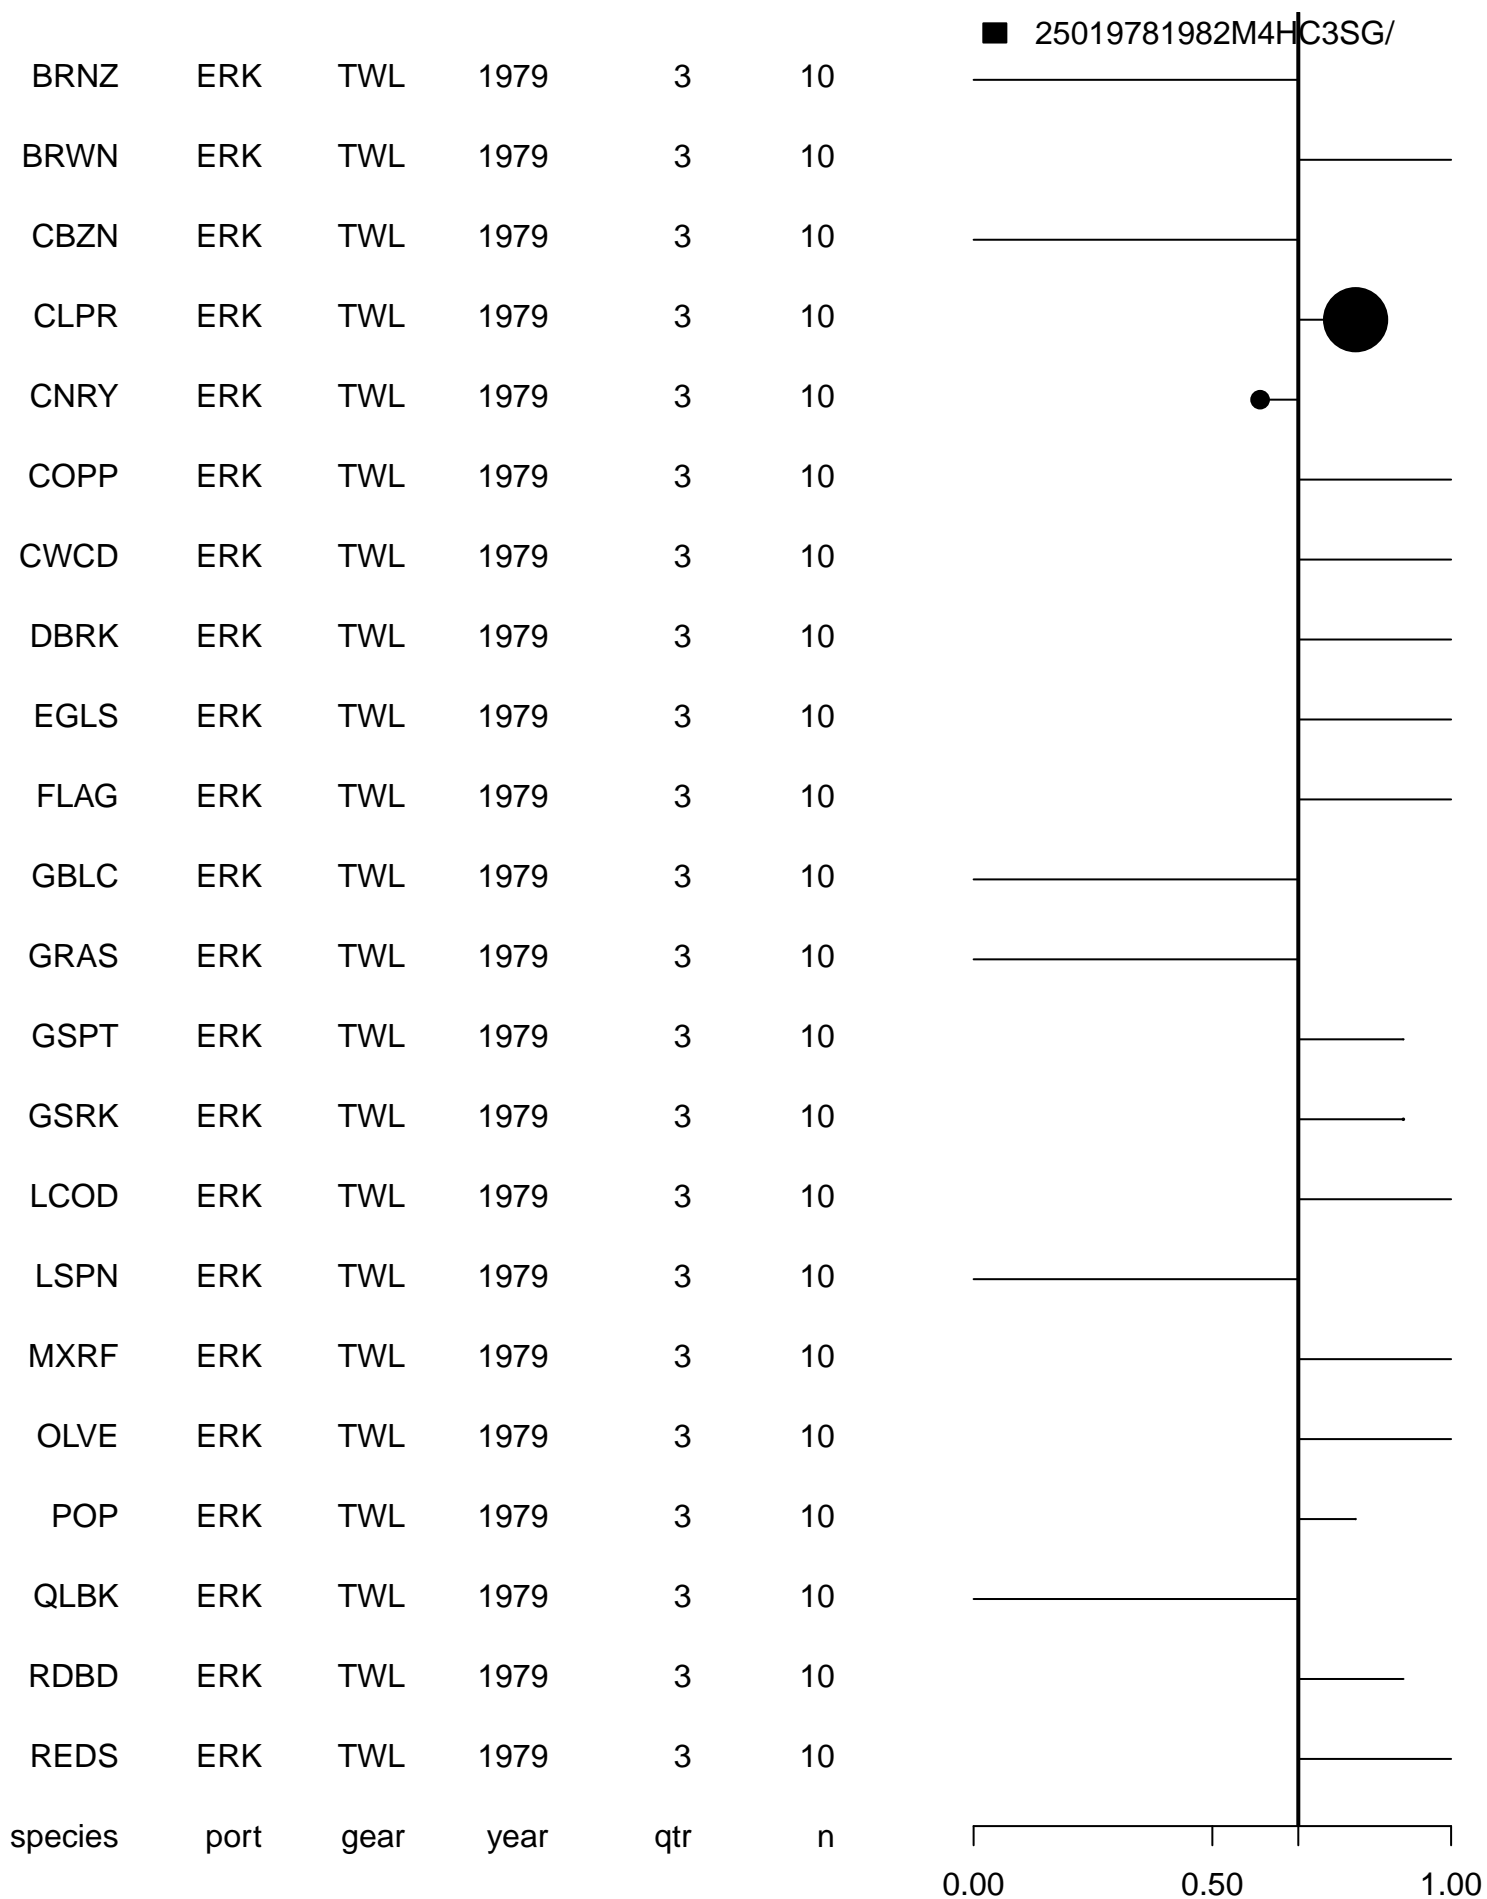 25019781982M4HC3SG/
BRNZ ERK TWL 1979 3 10
BRWN ERK TWL 1979 3 10
CBZN ERK TWL 1979 3 10
CLPR ERK TWL 1979 3 10
CNRY ERK TWL 1979 3 10
COPP ERK TWL 1979 3 10
CWCD ERK TWL 1979 3 10
DBRK ERK TWL 1979 3 10
EGLS ERK TWL 1979 3 10
FLAG ERK TWL 1979 3 10
GBLC ERK TWL 1979 3 10
GRAS ERK TWL 1979 3 10
GSPT ERK TWL 1979 3 10
GSRK ERK TWL 1979 3 10
LCOD ERK TWL 1979 3 10
LSPN ERK TWL 1979 3 10
MXRF ERK TWL 1979 3 10
OLVE ERK TWL 1979 3 10
POP ERK TWL 1979 3 10
QLBK ERK TWL 1979 3 10
RDBD ERK TWL 1979 3 10
REDS ERK TWL 1979 3 10
species port gear year qtr n
0.00 0.50 1.00